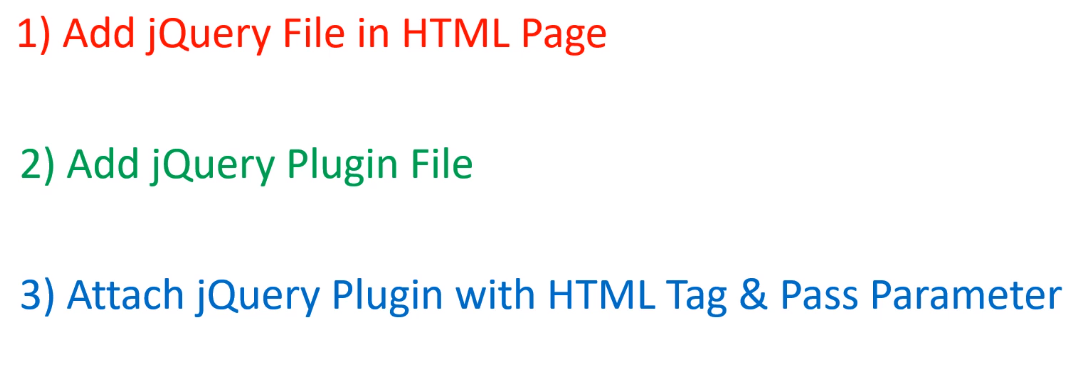 1) Add jQuery File in HTML Page
2) Add jQuery Plugin File
3) Attach jQuery Plugin with HTML Tag & Pass Parameter